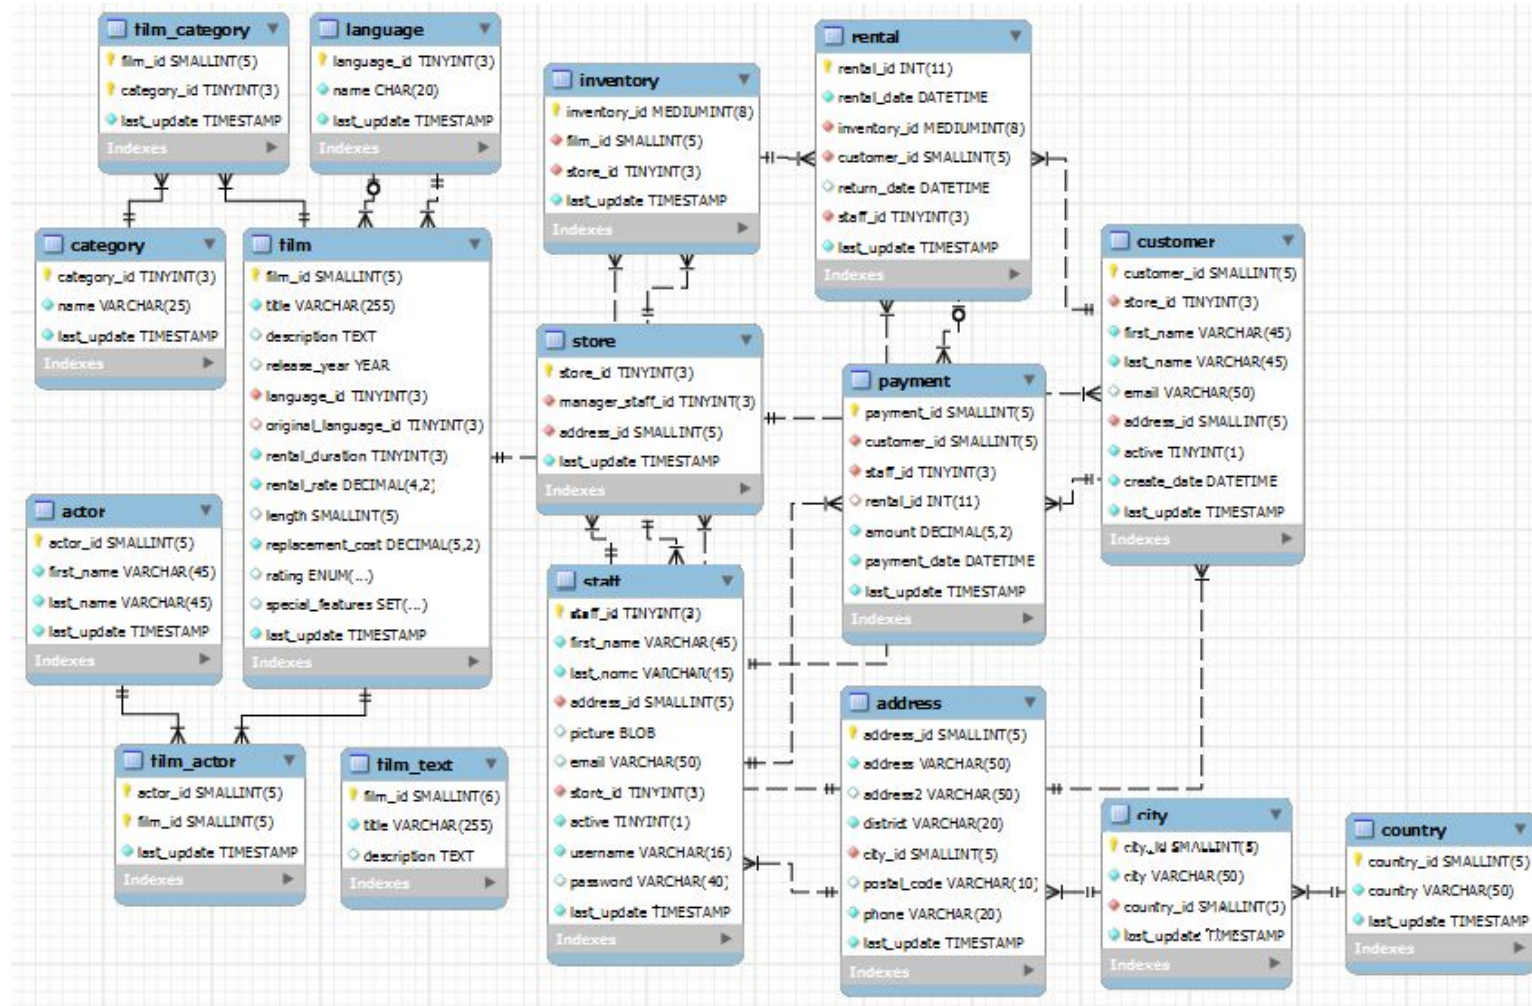 film_category
film_id SMALLINT(5)
category_id TINYINT(3)
last_update TIMESTAMP
Indexes
language
language_id TINYINT(3)
name CHAR(20)
last_update TIMESTAMP
Indexes
inventory
inventory_id MEDIUMINT(8)
film_id SMALLINT(5)
store_id TINYINT(3)
last_update TIMESTAMP
Indexes
rental
rental_id INT(11)
rental_date DATETIME
inventory_id MEDIUMINT(8)
customer_id SMALLINT(5)
return_date DATETIME
staff_id TINYINT(3)
last_update TIMESTAMP
Indexes
category
category_id TINYINT(3)
name VARCHAR(25)
last_update TIMESTAMP
Indexes
film
film_id SMALLINT(5)
title VARCHAR(255)
description TEXT
release_year YEAR
language_id TINYINT(3)
original_language_id TINYINT(3)
rental_duration TINYINT(3)
rental_rate DECIMAL(4,2)
length SMALLINT(5)
replacement_cost DECIMAL(5,2)
rating ENUM(...)
special_features SET(...)
last_update TIMESTAMP
Indexes
customer
customer_id SMALLINT(5)
store_id TINYINT(3)
first_name VARCHAR(45)
last_name VARCHAR(45)
email VARCHAR(50)
address_id SMALLINT(5)
active TINYINT(1)
create_date DATETIME
last_update TIMESTAMP
Indexes
store
store_id TINYINT(3)
manager_staff_id TINYINT(3)
address_id SMALLINT(5)
last_update TIMESTAMP
Indexes
payment
payment_id SMALLINT(5)
customer_id SMALLINT(5)
staff_id TINYINT(3)
rental_id INT(11)
amount DECIMAL(5,2)
payment_date DATETIME
last_update TIMESTAMP
Indexes
actor
actor_id SMALLINT(5)
first_name VARCHAR(45)
last_name VARCHAR(45)
last_update TIMESTAMP
Indexes
staff
staff_id TINYINT(3)
first_name VARCHAR(45)
last_name VARCHAR(45)
address_id SMALLINT(5)
picture BLOB
email VARCHAR(50)
store_id TINYINT(3)
active TINYINT(1)
username VARCHAR(16)
password VARCHAR(40)
last_update TIMESTAMP
Indexes
address
address_id SMALLINT(5)
address VARCHAR(50)
address2 VARCHAR(50)
district VARCHAR(20)
city_id SMALLINT(5)
postal_code VARCHAR(10)
phone VARCHAR(20)
last_update TIMESTAMP
Indexes
film_actor
actor_id SMALLINT(5)
film_id SMALLINT(5)
last_update TIMESTAMP
Indexes
film_text
film_id SMALLINT(6)
title VARCHAR(255)
description TEXT
Indexes
city
city_id SMALLINT(5)
city VARCHAR(50)
country_id SMALLINT(5)
last_update TIMESTAMP
Indexes
country
country_id SMALLINT(5)
country VARCHAR(50)
last_update TIMESTAMP
Indexes